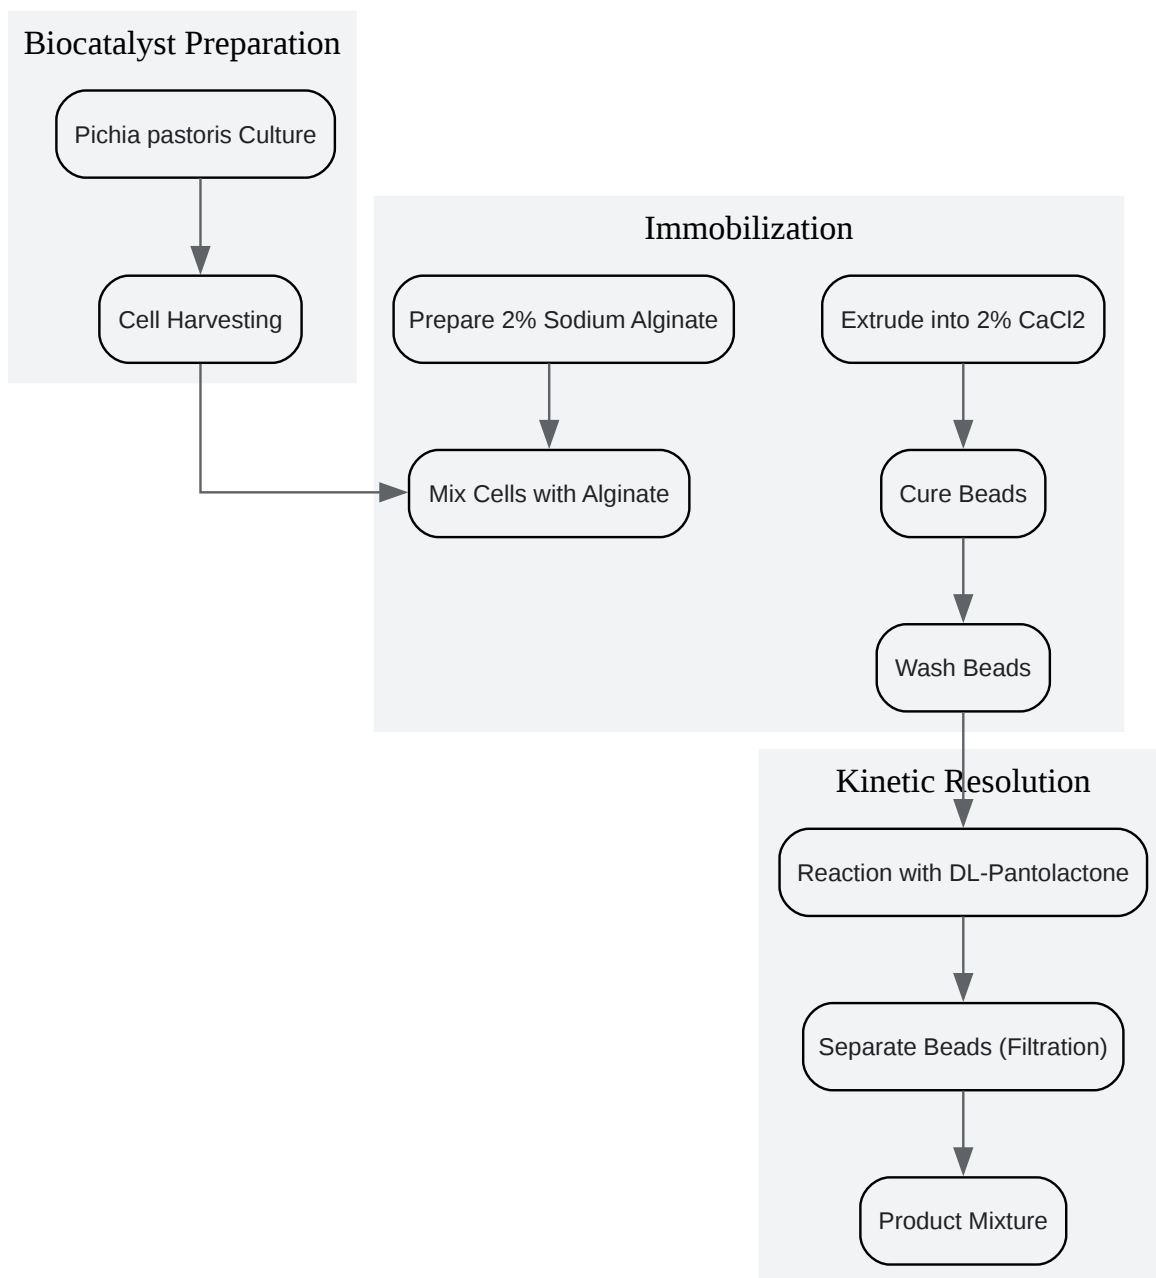 Biocatalyst Preparation
Pichia pastoris Culture
Cell Harvesting
Immobilization
Prepare 2% Sodium Alginate
Mix Cells with Alginate
Extrude into 2% CaCl2
Cure Beads
Wash Beads
Kinetic Resolution
Reaction with DL-Pantolactone
Separate Beads (Filtration)
Product Mixture